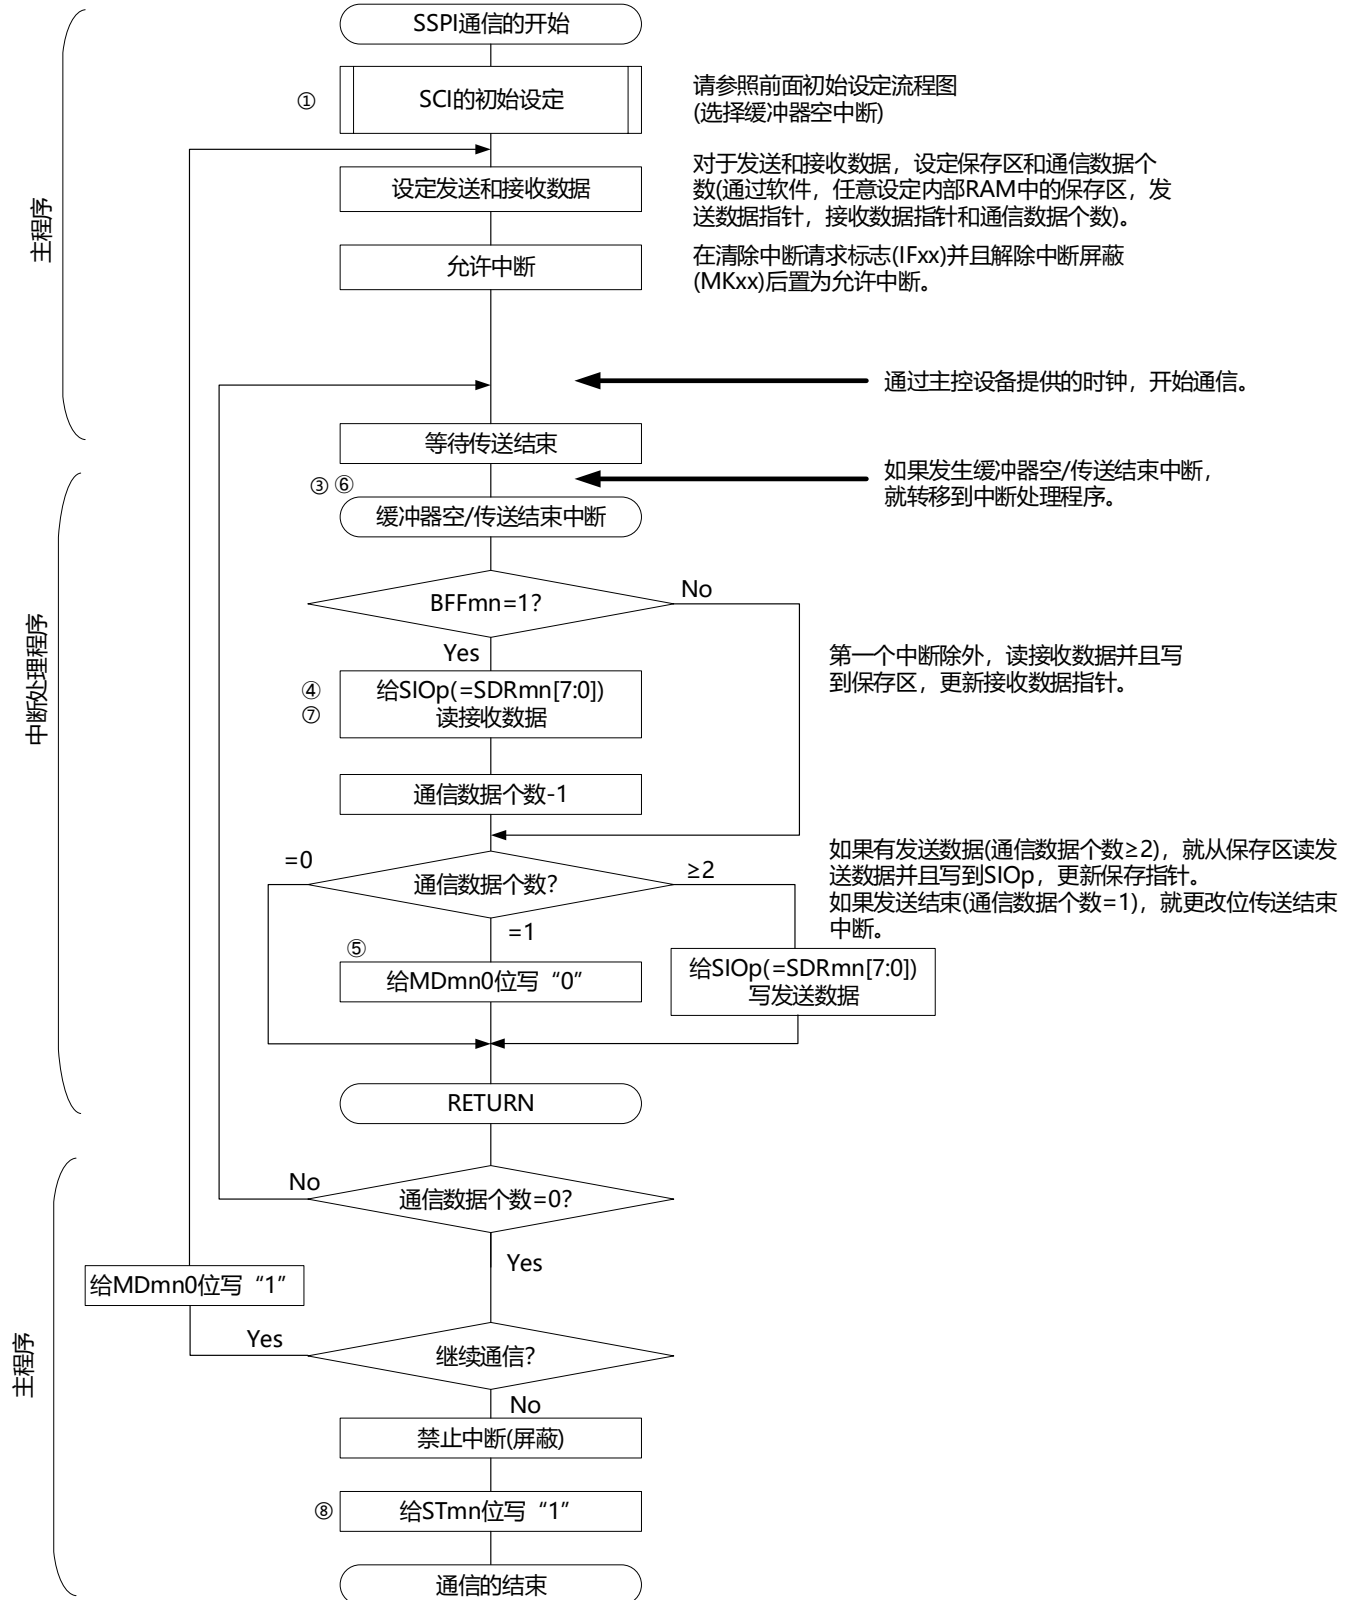 SSPI通信的开始
①
SCI的初始设定
请参照前面初始设定流程图
(选择缓冲器空中断)
设定发送和接收数据
对于发送和接收数据，设定保存区和通信数据个
数(通过软件，任意设定内部RAM中的保存区，发
送数据指针，接收数据指针和通信数据个数)。
主程序
允许中断
在清除中断请求标志(IFxx)并且解除中断屏蔽
(MKxx)后置为允许中断。
通过主控设备提供的时钟，开始通信。
等待传送结束
如果发生缓冲器空/传送结束中断，
就转移到中断处理程序。
③⑥
缓冲器空/传送结束中断
BFFmn=1?
No
Yes
中断处理程序
第一个中断除外，读接收数据并且写
到保存区，更新接收数据指针。
④
⑦
给SIOp(=SDRmn[7:0])
读接收数据
通信数据个数-1
=0
通信数据个数?
≥2
=1
如果有发送数据(通信数据个数≥2)，就从保存区读发
送数据并且写到SIOp，更新保存指针。
如果发送结束(通信数据个数=1)，就更改位传送结束
中断。
⑤
给MDmn0位写“0”
给SIOp(=SDRmn[7:0])
写发送数据
RETURN
No
通信数据个数=0?
Yes
给MDmn0位写“1”
Yes
继续通信?
主程序
No
禁止中断(屏蔽)
⑧
给STmn位写“1”
通信的结束